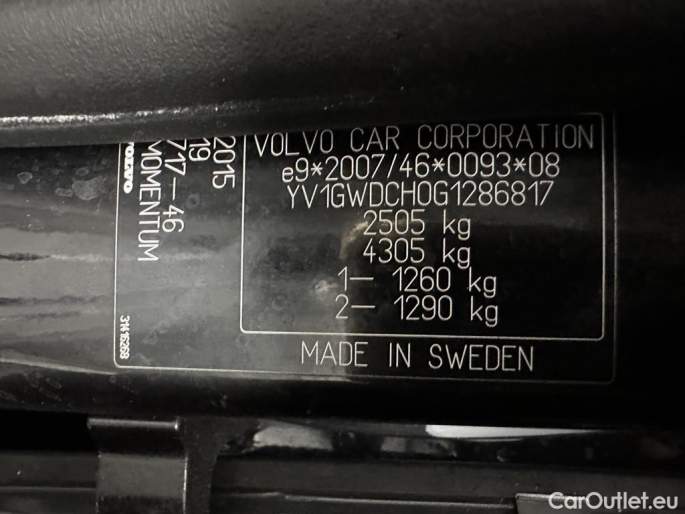 VOLVO CAR CORPORATION
e9*2007/46*0093*08
YV1GWDCH0G1286817
2505 kg
4305 kg
1– 1260 kg
2– 1290 kg
MADE IN SWEDEN
2015
19
717–46
MOMENTUM
VOLVO
31416268
CarOutlet.eu